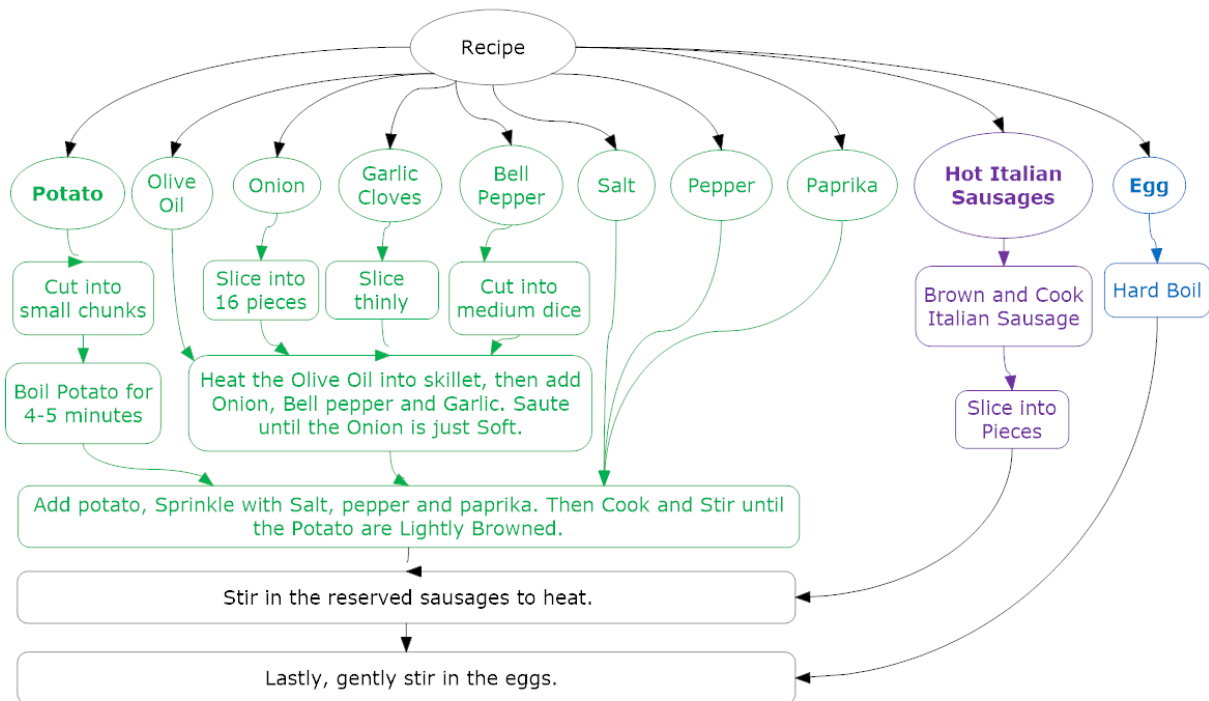 Recipe
Potato
Olive
Oil
Onion
Garlic
Cloves
Bell
Pepper
Salt
Pepper
Paprika
Hot Italian
Sausages
Egg
Cut into
small chunks
Slice into
16 pieces
Slice
thinly
Cut into
medium dice
Brown and Cook
Italian Sausage
Hard Boil
Boil Potato for
4-5 minutes
Heat the Olive Oil into skillet, then add
Onion, Bell pepper and Garlic. Saute
until the Onion is just Soft.
Slice into
Pieces
Add potato, Sprinkle with Salt, pepper and paprika. Then Cook and Stir until
the Potato are Lightly Browned.
Stir in the reserved sausages to heat.
Lastly, gently stir in the eggs.